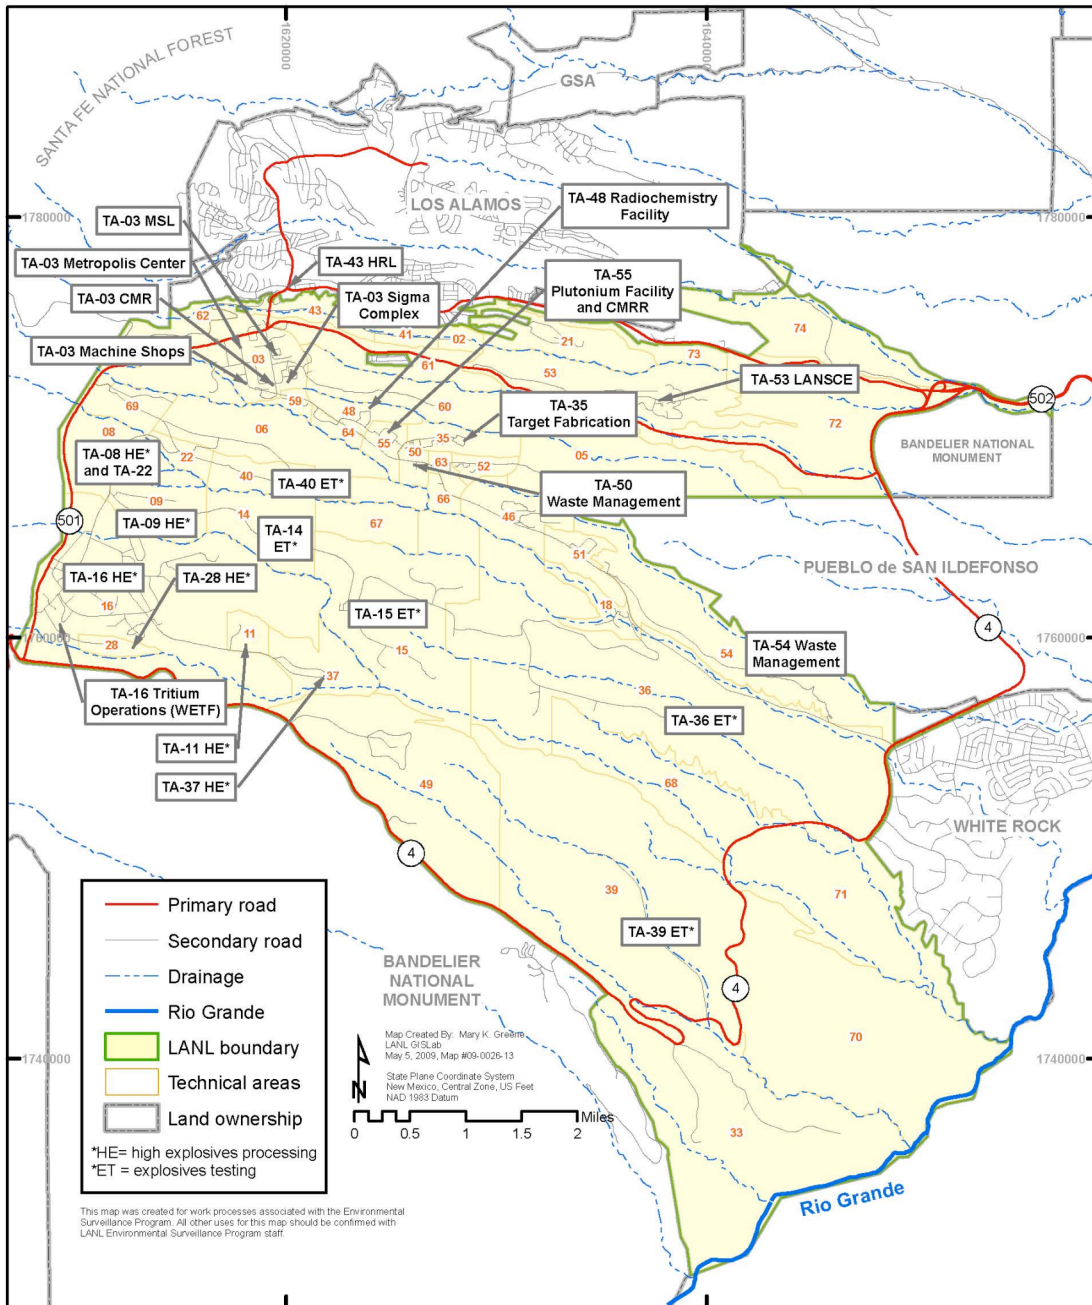 1620000
1640000
SANTA FE NATIONAL FOREST
GSA
1780000
1780000
LOS ALAMOS
TA-48 Radiochemistry
Facility
TA-03 MSL
TA-03 Metropolis Center
TA-43 HRL
TA-55
Plutonium Facility
and CMRR
TA-03 CMR
TA-03 Sigma
Complex
62
43
41
02
21
74
TA-03 Machine Shops
03
61
73
53
TA-53 LANSCE
502
69
59
48
60
TA-35
Target Fabrication
72
08
06
64
55
35
TA-08 HE*
and TA-22
22
50
63
52
05
BANDELIER NATIONAL
MONUMENT
40
TA-40 ET*
TA-50
Waste Management
09
66
501
TA-09 HE*
14
67
46
TA-14
ET*
51
PUEBLO de SAN ILDEFONSO
TA-16 HE*
TA-28 HE*
16
TA-15 ET*
18
4
1760000
28
11
1760000
15
54
TA-54 Waste
Management
37
36
TA-16 Tritium
Operations (WETF)
TA-36 ET*
TA-11 HE*
TA-37 HE*
49
68
WHITE ROCK
4
39
71
TA-39 ET*
BANDELIER
NATIONAL
MONUMENT
4
70
Map Created By: Mary K. Greene
LANL GISLab
May 5, 2009, Map #09-0026-13
State Plane Coordinate System
New Mexico, Central Zone, US Feet
NAD 1983 Datum
N
1740000
1740000
Miles
0
0.5
1
1.5
2
33
Rio Grande
Primary road
Secondary road
Drainage
Rio Grande
LANL boundary
Technical areas
Land ownership
*HE= high explosives processing
*ET = explosives testing
This map was created for work processes associated with the Environmental
Surveillance Program. All other uses for this map should be confirmed with
LANL Environmental Surveillance Program staff.